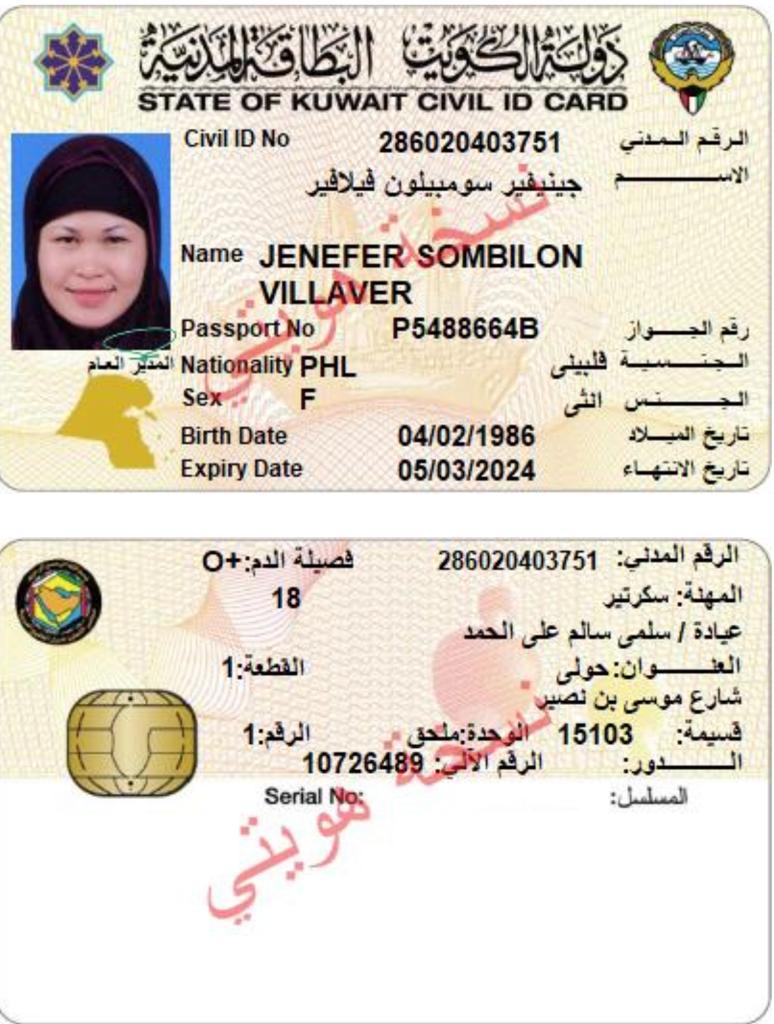 دولة الكويت البطاقة المدنية
STATE OF KUWAIT CIVIL ID CARD
Civil ID No 286020403751 الرقم المدني
الاسم جينيفير سومبيلون فيلافير
Name JENEFER SOMBILON
VILLAVER
Passport No P5488664B رقم الجواز
المدير العام
Nationality PHL الجنسية فلبيني
Sex F الجنس انثى
Birth Date 04/02/1986 تاريخ الميلاد
Expiry Date 05/03/2024 تاريخ الانتهاء
نسخة هويتي
الرقم المدني: 286020403751 فصيلة الدم:+O
المهنة: سكرتير 18
عيادة / سلمى سالم على الحمد
العنوان: حولى القطعة:1
شارع موسى بن نصير
قسيمة: 15103 الوحدة:ملحق الرقم:1
الدور: الرقم الآلي: 10726489
المسلسل: Serial No:
نسخة هويتي